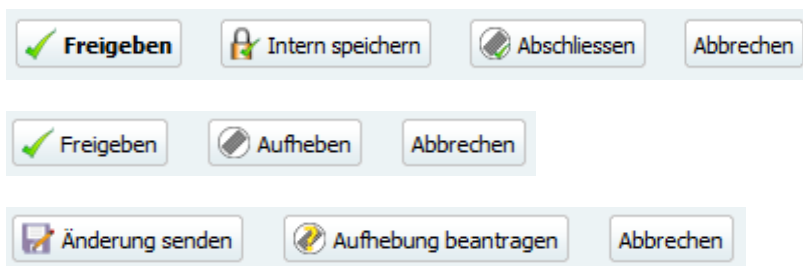 Freigeben Intern speichern Abschliessen Abbrechen
Freigeben Aufheben Abbrechen
Änderung senden Aufhebung beantragen Abbrechen